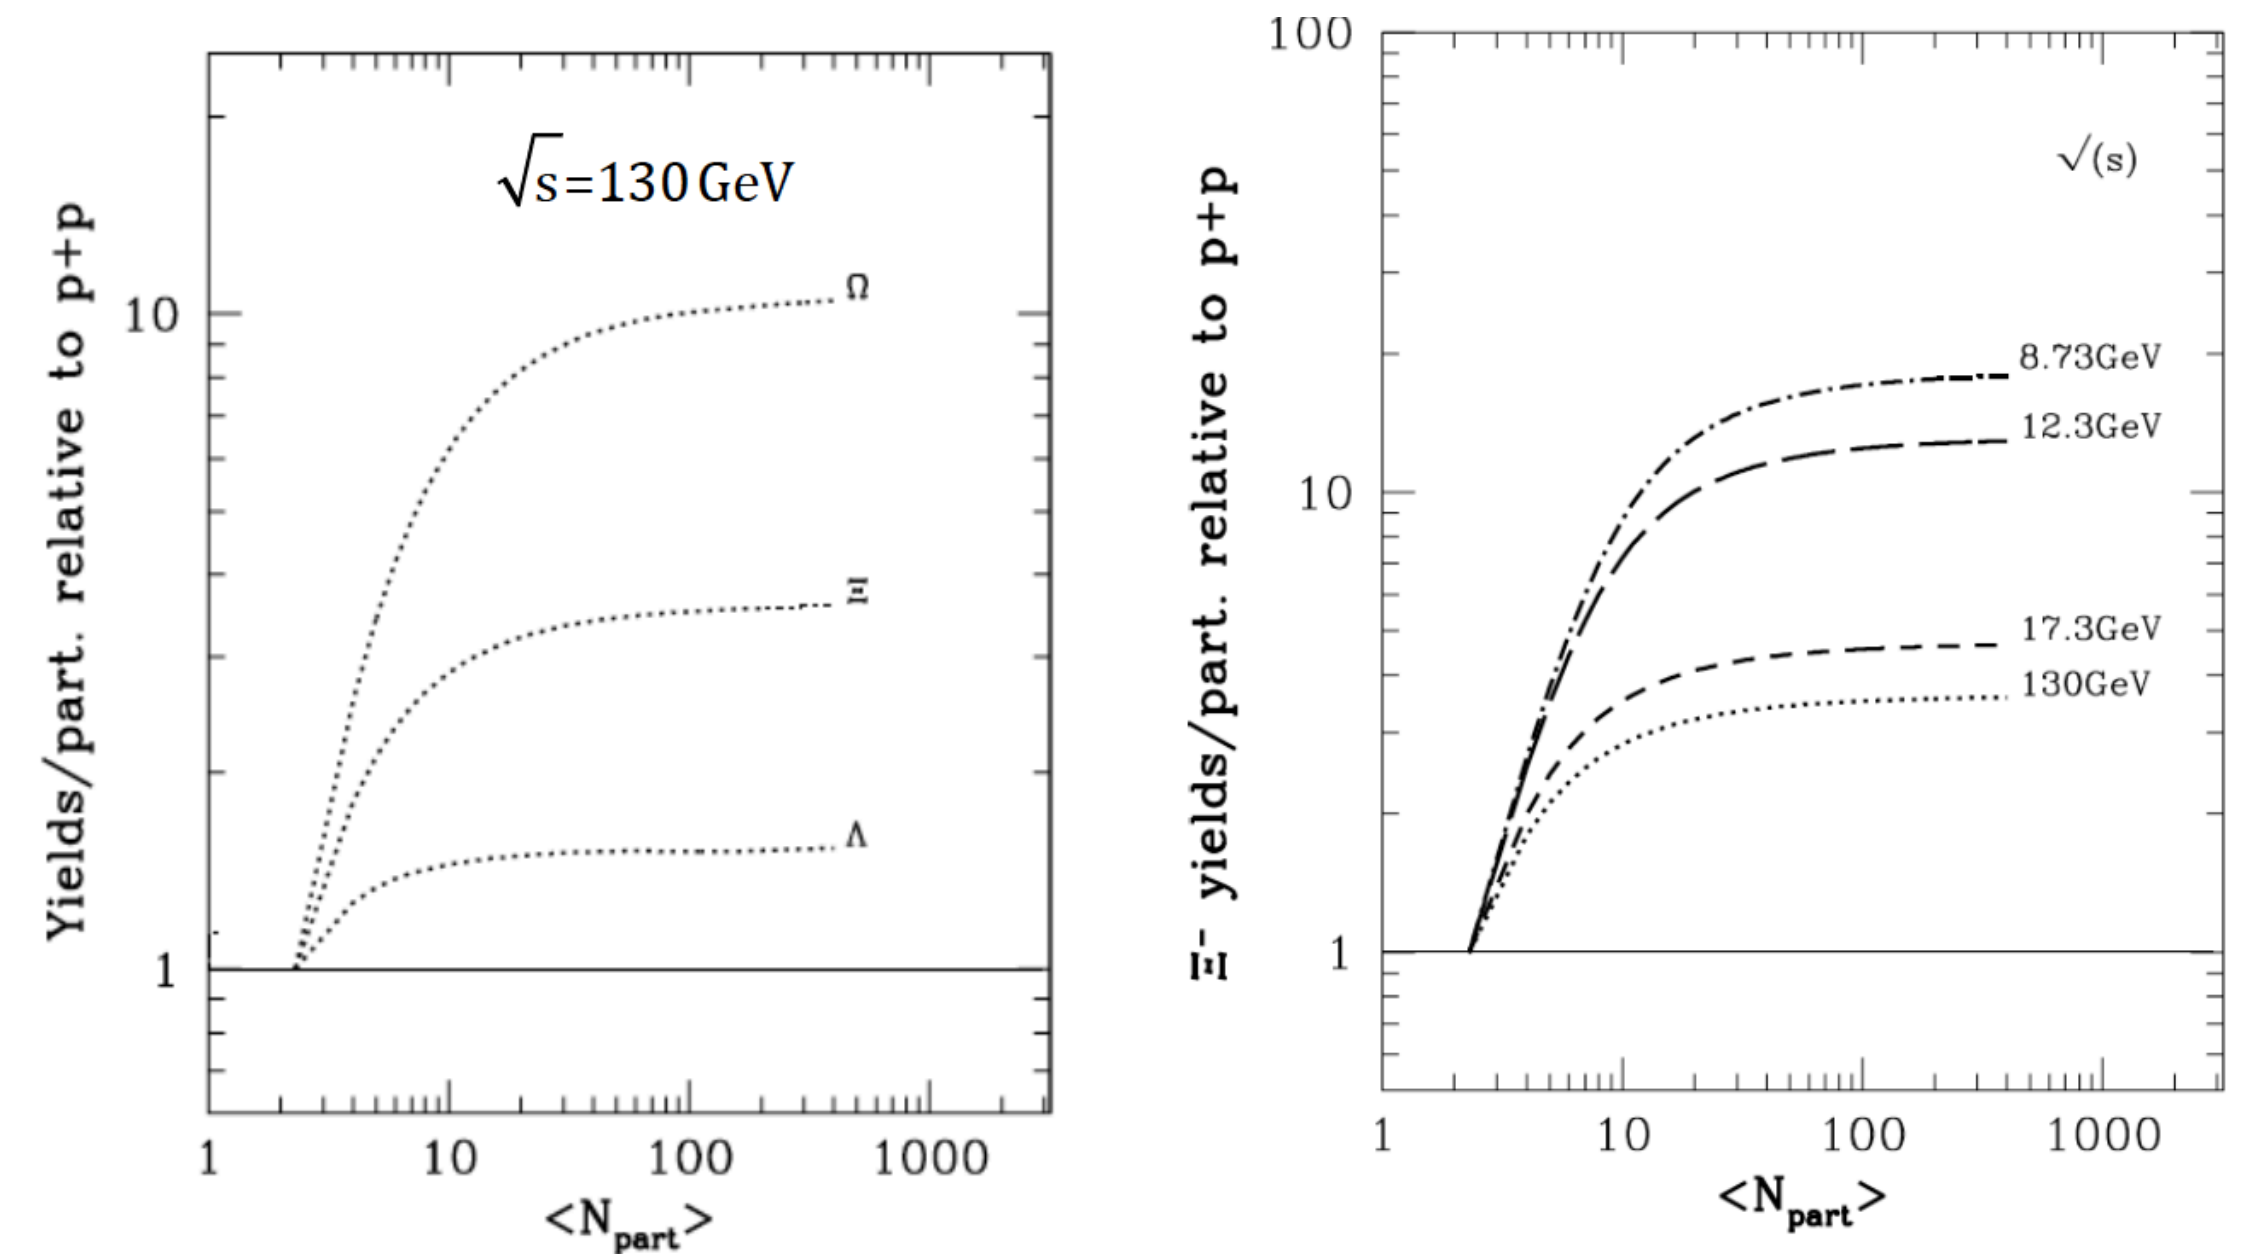 Yields/part. relative to p+p
√s=130 GeV
10
1
Ω
Ξ
Λ
1 10 100 1000
<N_part>
Ξ⁻ yields/part. relative to p+p
100
10
1
√(s)
8.73GeV
12.3GeV
17.3GeV
130GeV
1 10 100 1000
<N_part>